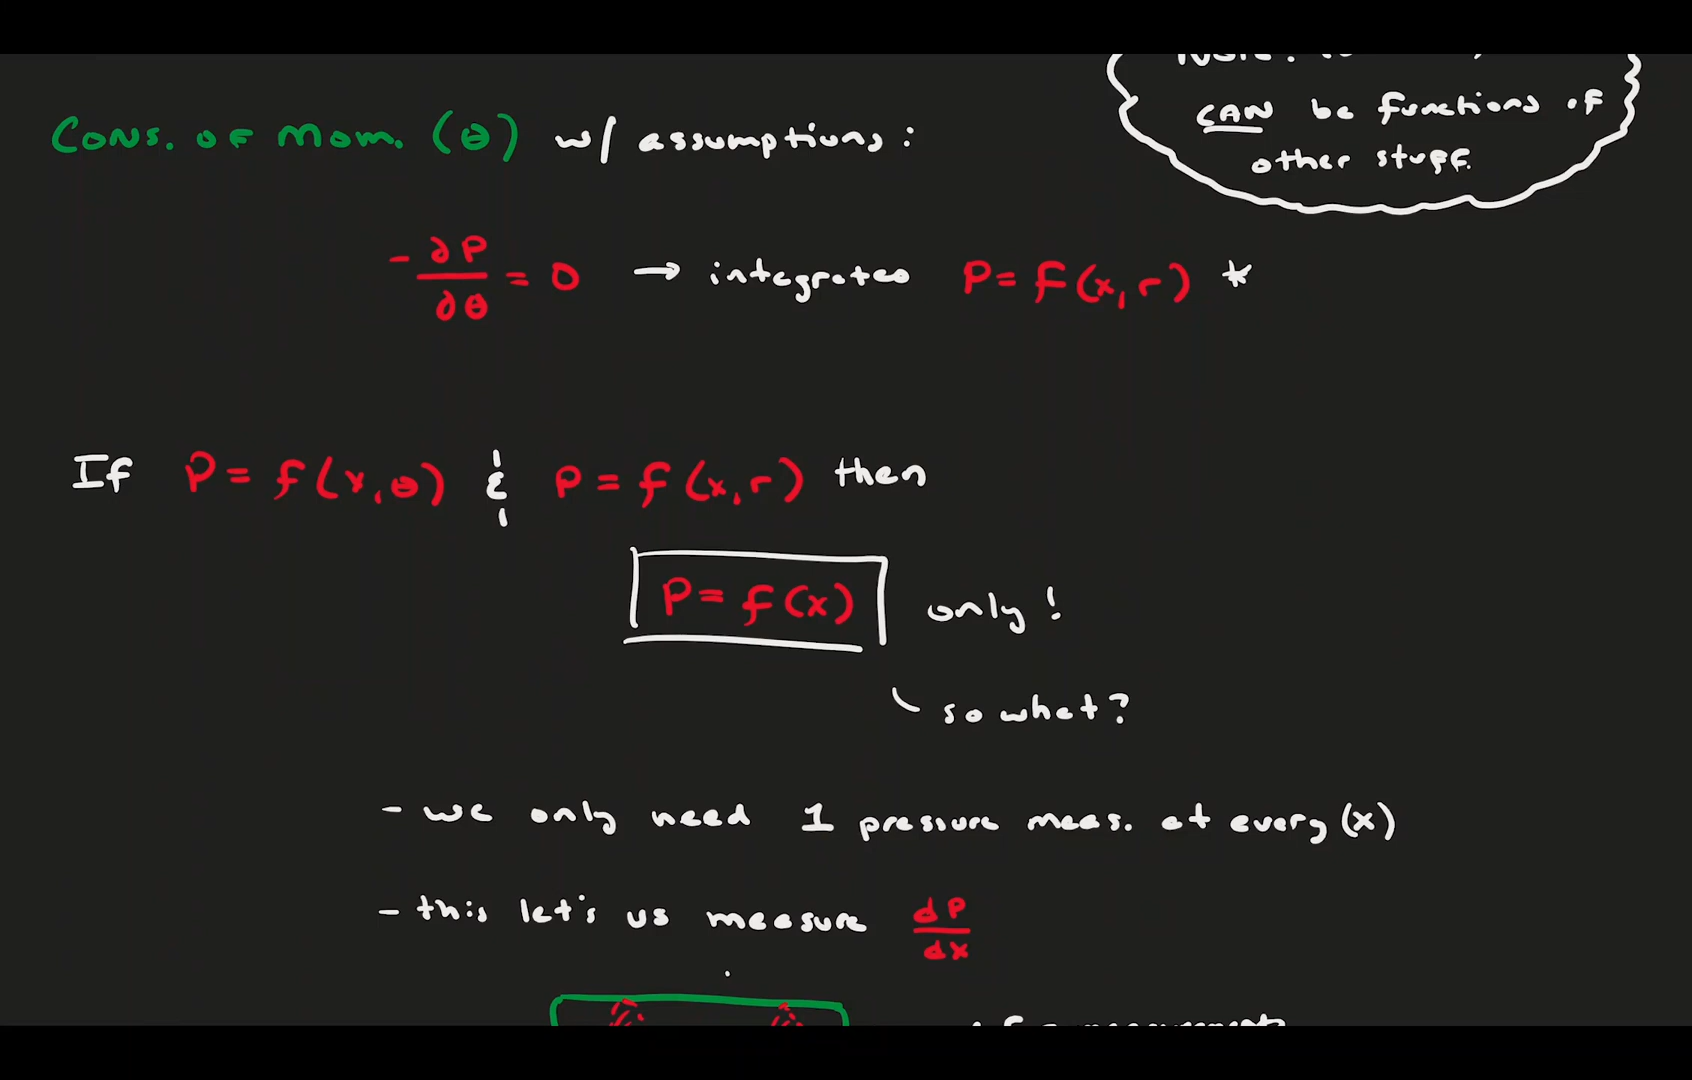 CAN be functions of
other stuff.
Cons. of Mom. (θ) w/ assumptions:
-∂P/∂θ = 0 → integrates P = f(x,r) *
If P = f(x,θ) & P = f(x,r) then
P = f(x) only!
so what?
- we only need 1 pressure meas. at every (x)
- this let's us measure dP/dx